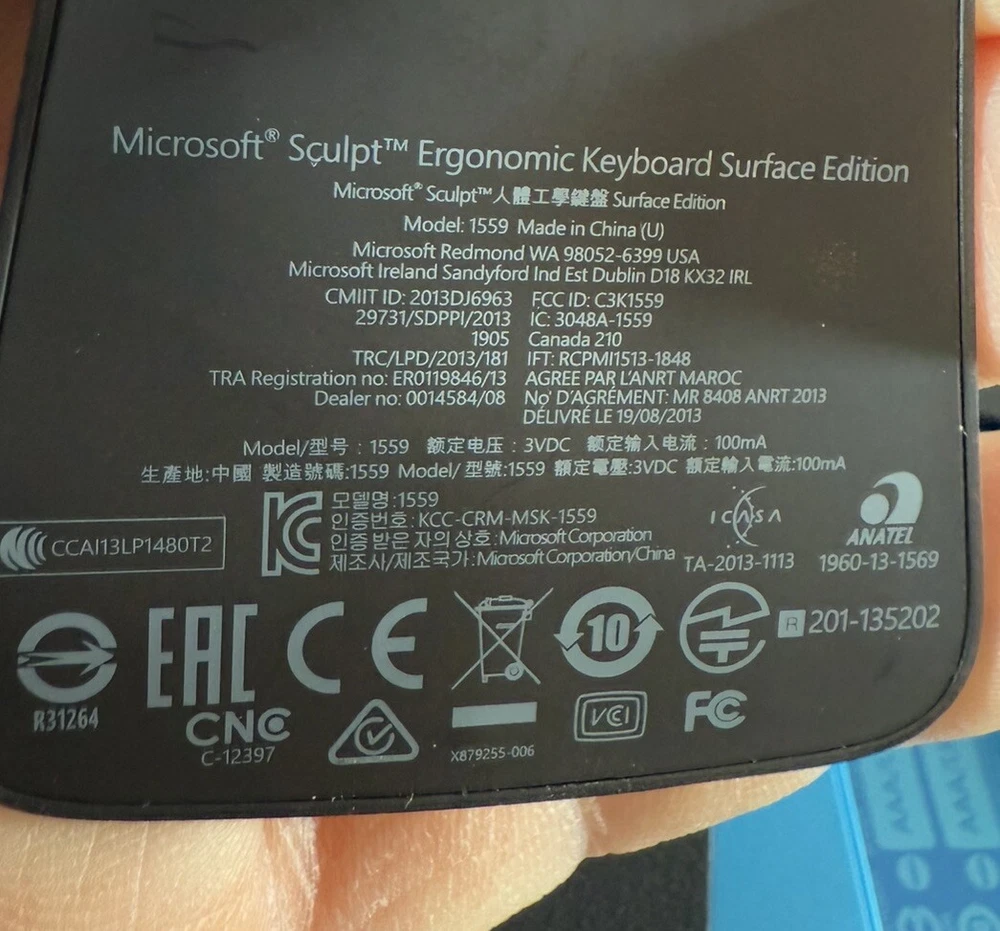 Microsoft® Sculpt™ Ergonomic Keyboard Surface Edition
Microsoft® Sculpt™人體工學鍵盤 Surface Edition
Model: 1559 Made in China (U)
Microsoft Redmond WA 98052-6399 USA
Microsoft Ireland Sandyford Ind Est Dublin D18 KX32 IRL
CMIIT ID: 2013DJ6963 FCC ID: C3K1559
29731/SDPPI/2013 IC: 3048A-1559
1905 Canada 210
TRC/LPD/2013/181 IFT: RCPMI1513-1848
TRA Registration no: ER0119846/13 AGREE PAR L'ANRT MAROC
Dealer no: 0014584/08 No' D'AGRÉMENT: MR 8408 ANRT 2013
DÉLIVRÉ LE 19/08/2013
Model/型号：1559 额定电压：3VDC 额定输入电流：100mA
生產地:中國 製造號碼:1559 Model/ 型號:1559 額定電壓:3VDC 額定輸入電流:100mA
모델명:1559
인증번호: KCC-CRM-MSK-1559
인증 받은 자의 상호: Microsoft Corporation
제조사/제조국가: Microsoft Corporation/China
CCAI13LP1480T2
ICASA
TA-2013-1113
ANATEL
1960-13-1569
R31264
EAC
CE
10
R 201-135202
CNC
C-12397
X879255-006
VCI
FC
AAA
AAA